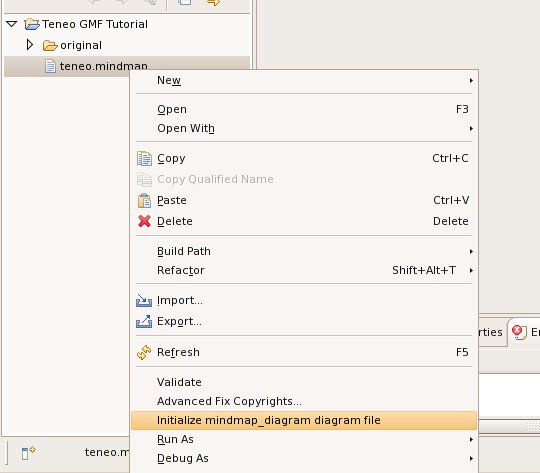 Teneo GMF Tutorial
original
teneo.mindmap
New
Open F3
Open With
Copy Ctrl+C
Copy Qualified Name
Paste Ctrl+V
Delete Delete
Build Path
Refactor Shift+Alt+T
Import...
Export...
rties
Refresh F5
Validate
Advanced Fix Copyrights...
Initialize mindmap_diagram diagram file
Run As
teneo.m
Debug As